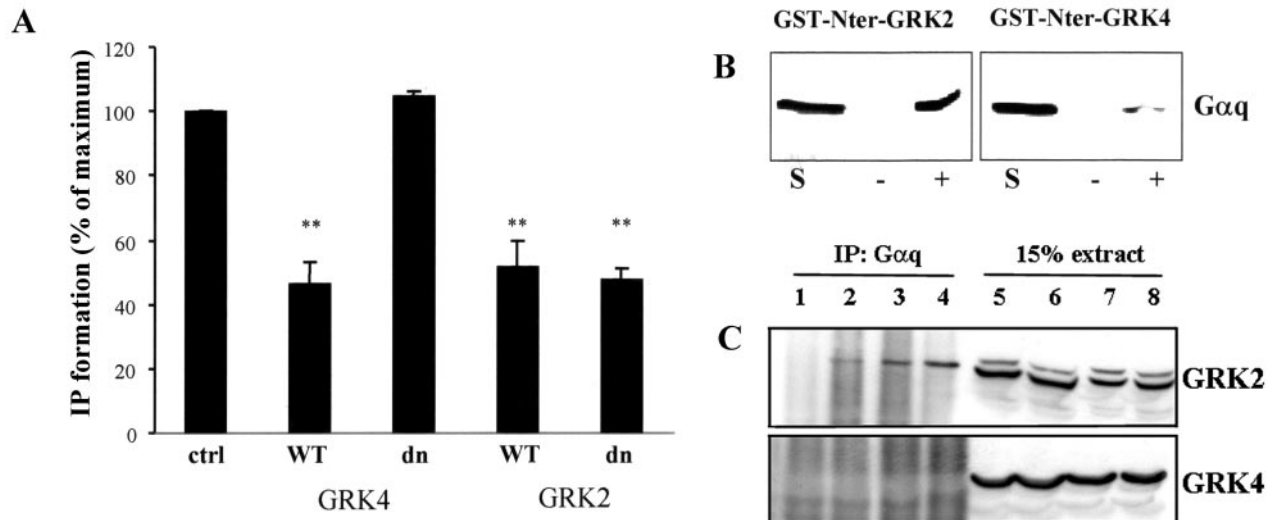 A
IP formation (% of maximum)
120
100
80
60
40
20
0
**
**
**
ctrl
WT
dn
WT
dn
GRK4
GRK2
B
GST-Nter-GRK2
GST-Nter-GRK4
Gαq
S
-
+
S
-
+
C
IP: Gαq
15% extract
1 2 3 4 5 6 7 8
GRK2
GRK4